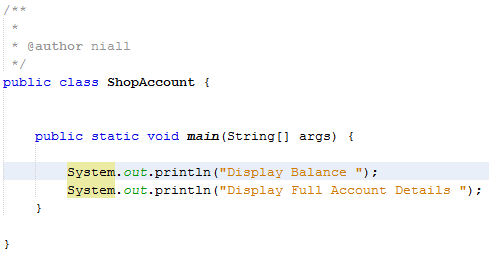 /**
 *
 * @author niall
 */
public class ShopAccount {
    public static void main(String[] args) {
        System.out.println("Display Balance ");
        System.out.println("Display Full Account Details ");
    }
}